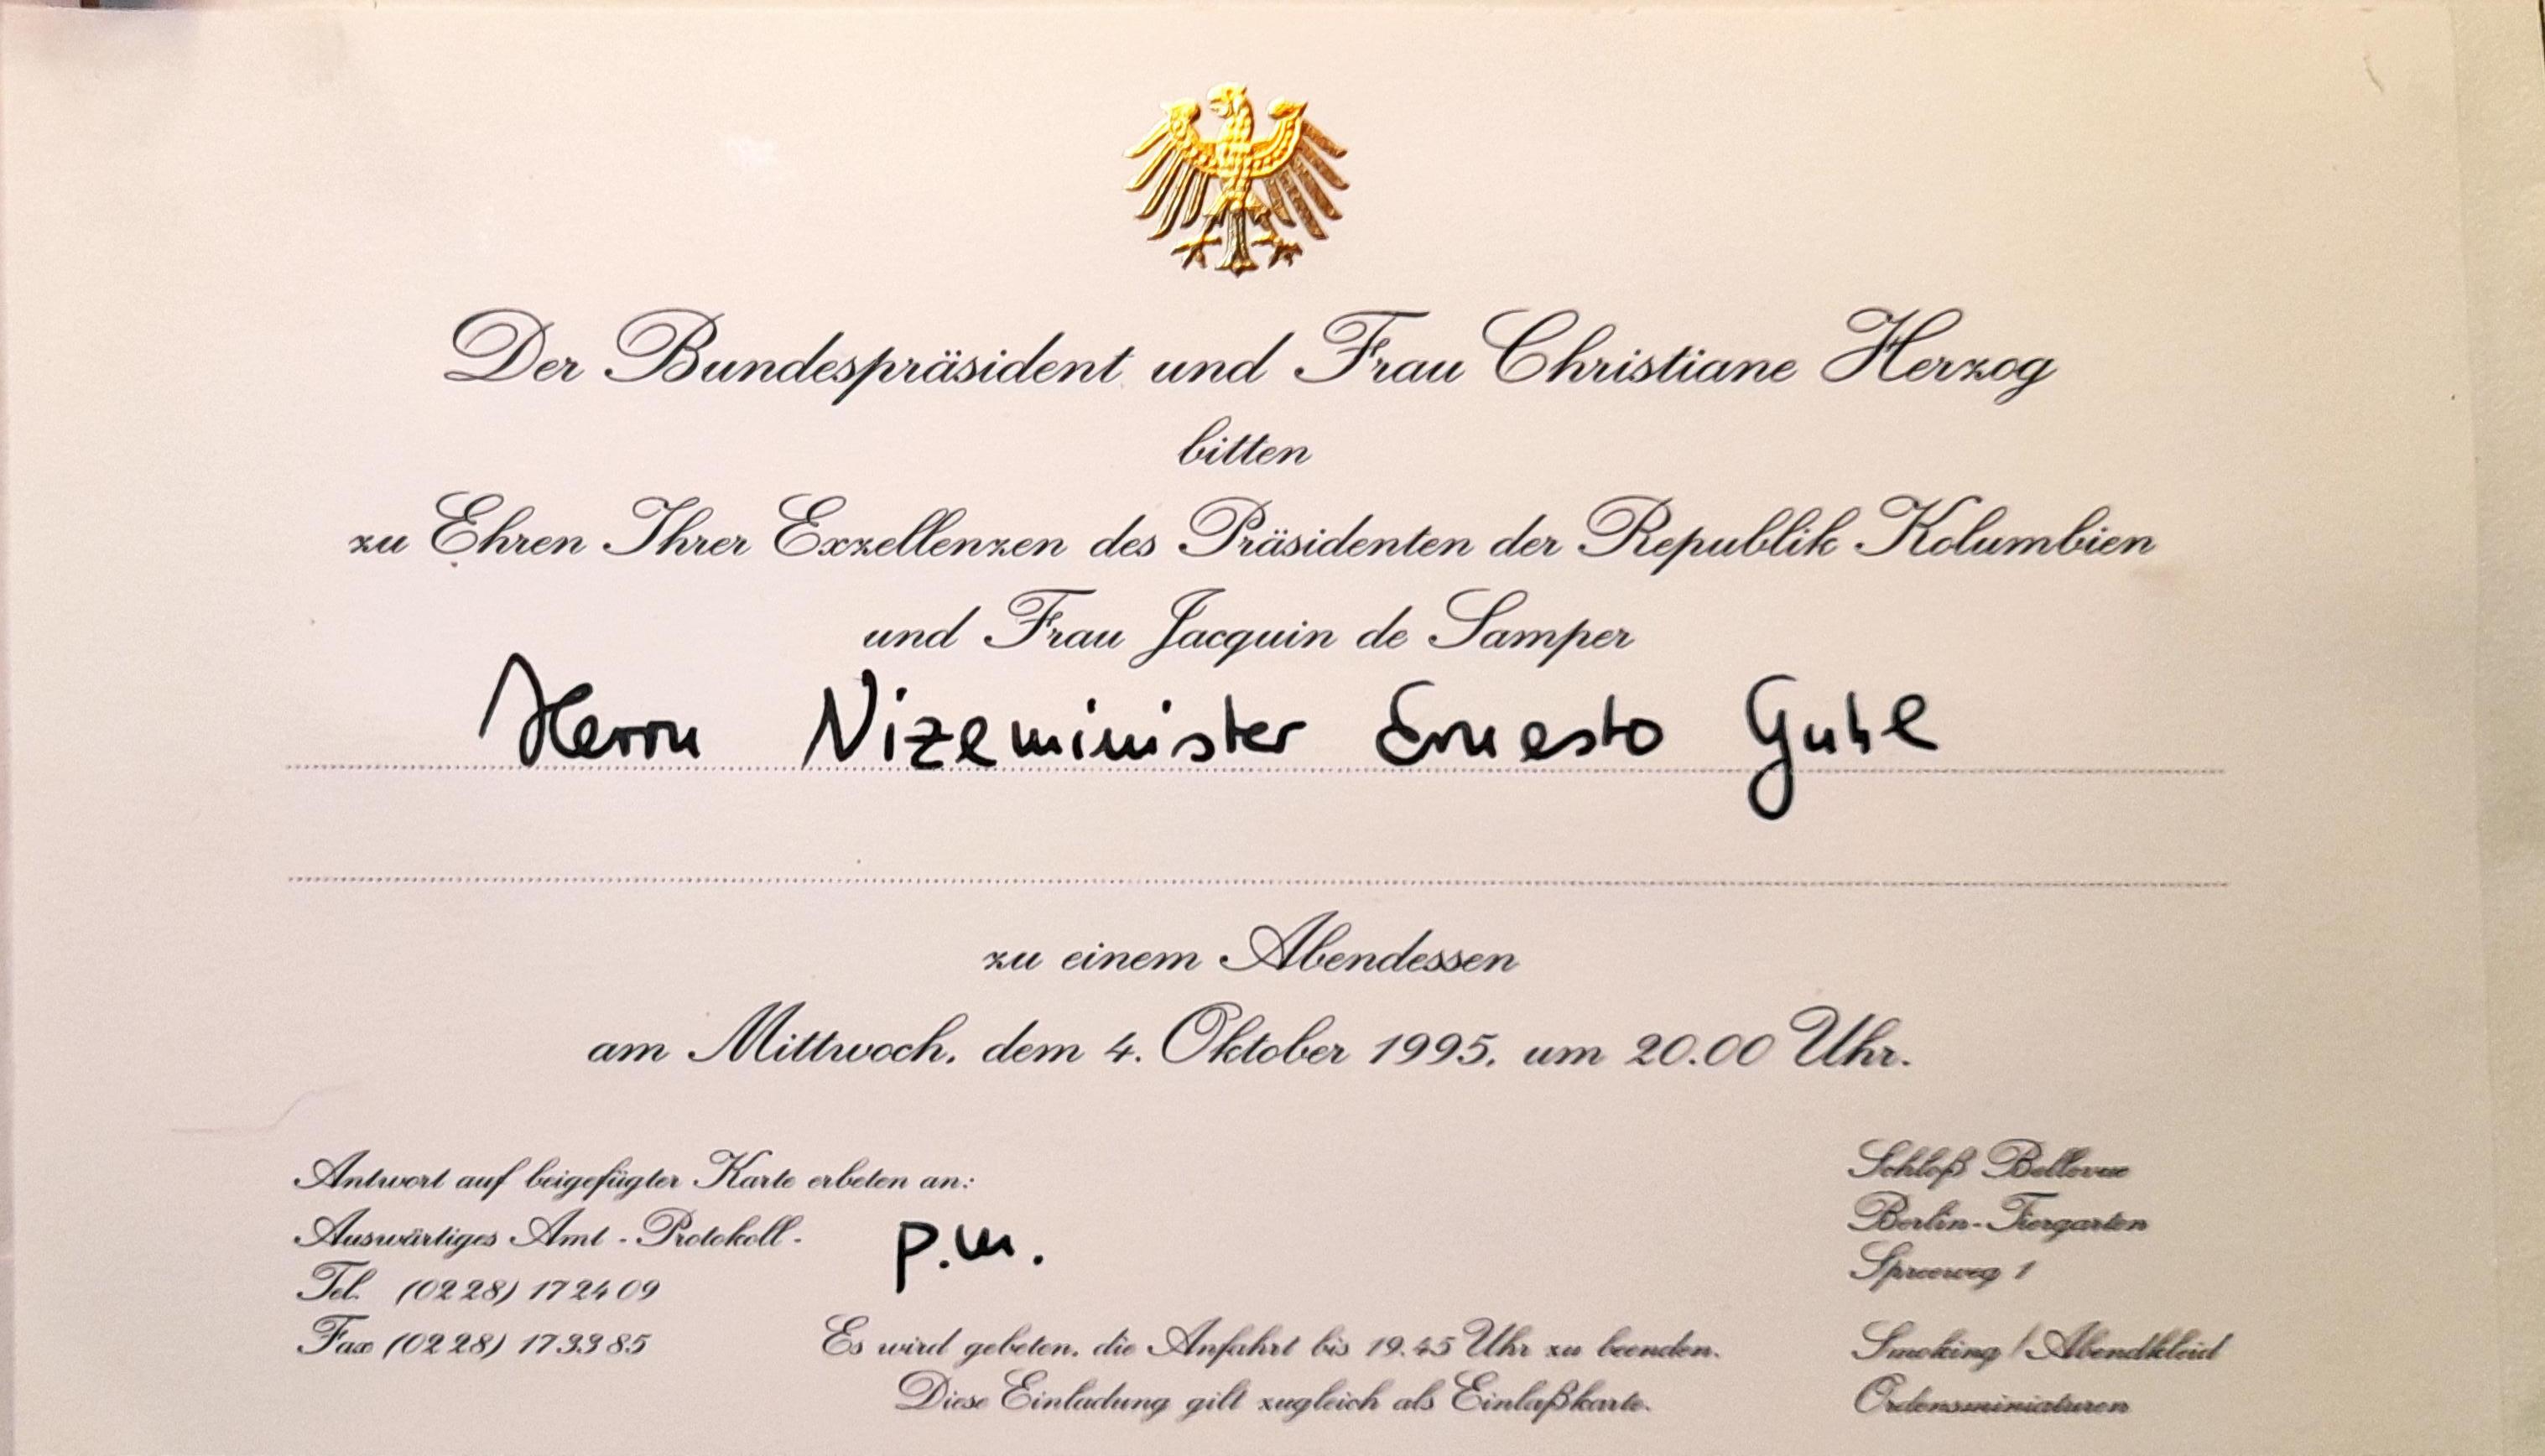 Der Bundespräsident und Frau Christiane Herzog
bitten
zu Ehren Ihrer Exzellenzen des Präsidenten der Republik Kolumbien
und Frau Jacquin de Samper
Herrn Vizeminister Ernesto Guhl
zu einem Abendessen
am Mittwoch, dem 4. Oktober 1995, um 20.00 Uhr.
Antwort auf beigefügter Karte erbeten an:
Auswärtiges Amt - Protokoll -
Tel. (0228) 172409
Fax (0228) 173385
p.m.
Es wird gebeten, die Anfahrt bis 19.45 Uhr zu beenden.
Diese Einladung gilt zugleich als Einlaßkarte.
Schloß Bellevue
Berlin-Tiergarten
Spreeweg 1
Smoking / Abendkleid
Ordensminiaturen